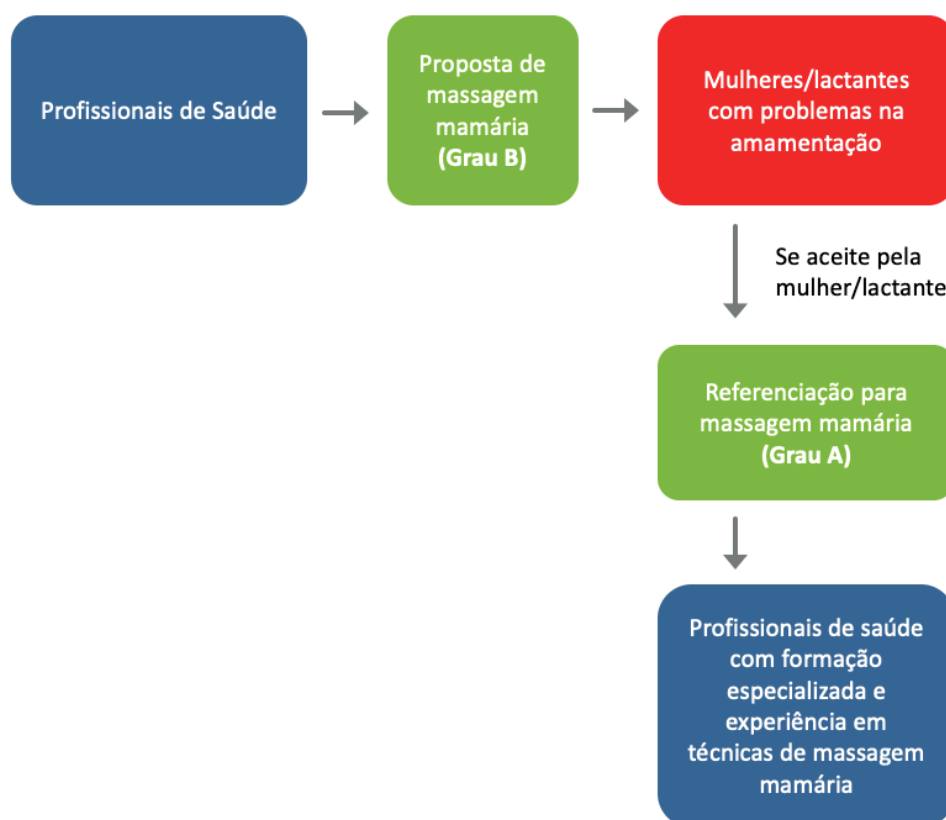 Profissionais de Saúde
Proposta de
massagem
mamária
(Grau B)
Mulheres/lactantes
com problemas na
amamentação
Se aceite pela
mulher/lactante
Referenciação para
massagem mamária
(Grau A)
Profissionais de saúde
com formação
especializada e
experiência em
técnicas de massagem
mamária